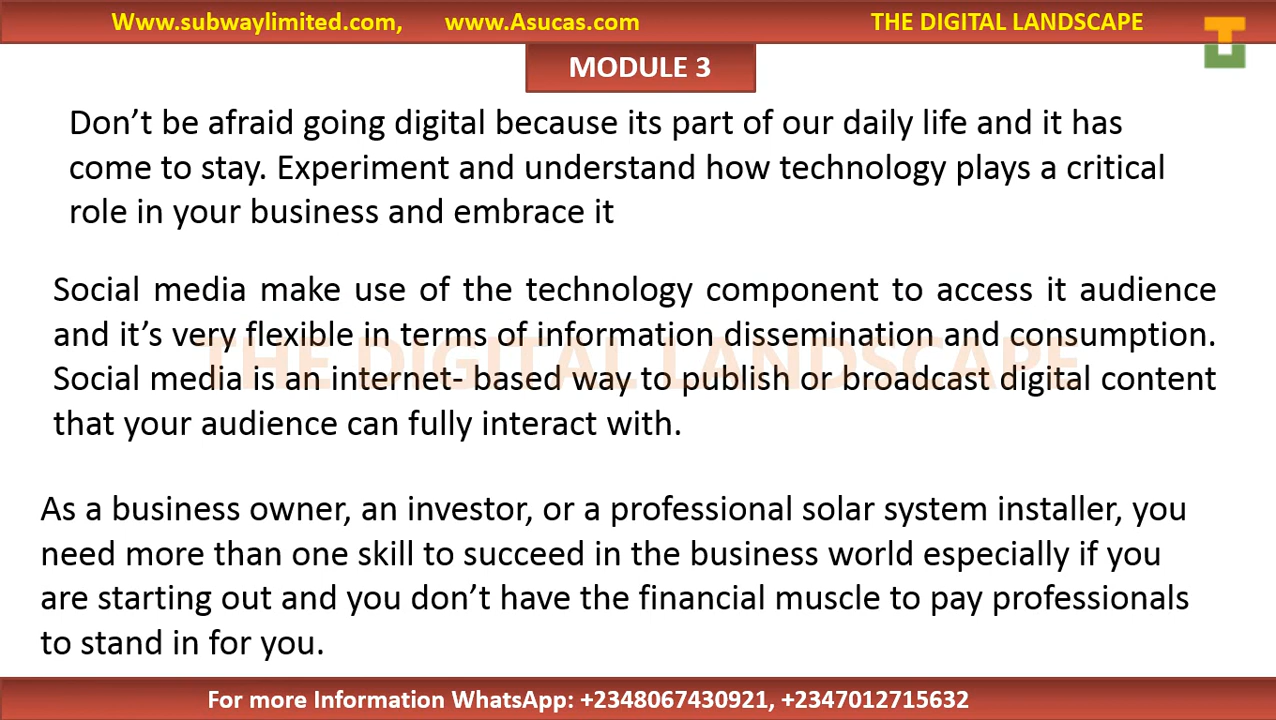 Www.subwaylimited.com, www.Asucas.com THE DIGITAL LANDSCAPE
MODULE 3
Don’t be afraid going digital because its part of our daily life and it has
come to stay. Experiment and understand how technology plays a critical
role in your business and embrace it
Social media make use of the technology component to access it audience
and it’s very flexible in terms of information dissemination and consumption.
THE DIGITAL LANDSCAPE
Social media is an internet- based way to publish or broadcast digital content
that your audience can fully interact with.
As a business owner, an investor, or a professional solar system installer, you
need more than one skill to succeed in the business world especially if you
are starting out and you don’t have the financial muscle to pay professionals
to stand in for you.
For more Information WhatsApp: +2348067430921, +2347012715632